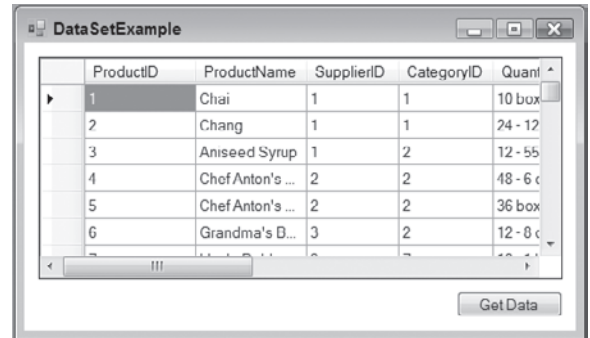 DataSetExample
ProductID ProductName SupplierID CategoryID Quant
1 Chai 1 1 10 box
2 Chang 1 1 24 - 12
3 Aniseed Syrup 1 2 12 - 55
4 Chef Anton's ... 2 2 48 - 6
5 Chef Anton's ... 2 2 36 box
6 Grandma's B... 3 2 12 - 8
Get Data